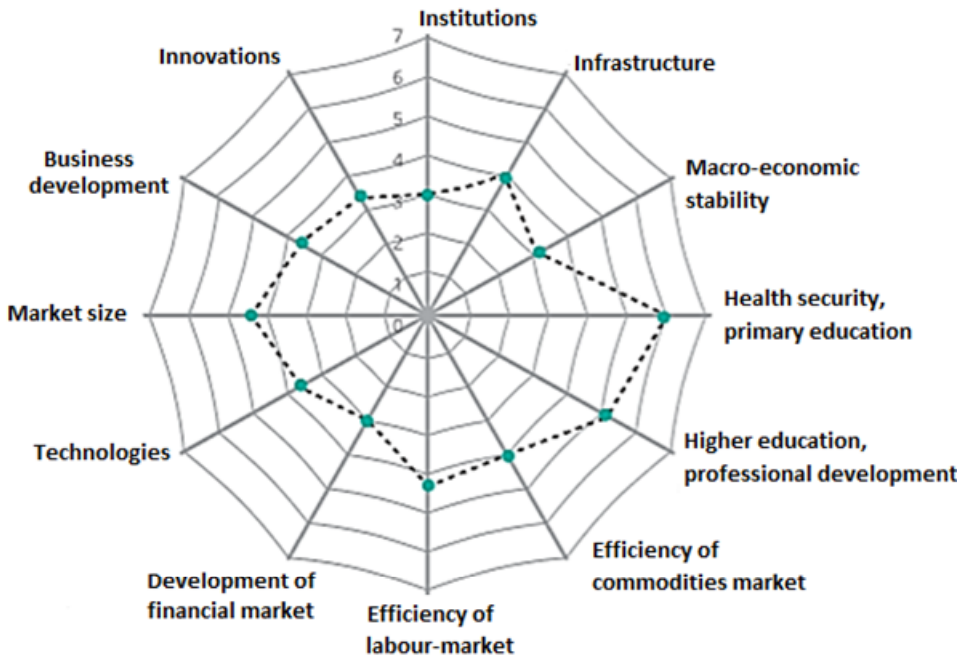 Institutions
7
6
5
4
3
2
1
0
Infrastructure
Macro-economic
stability
Health security,
primary education
Higher education,
professional development
Efficiency of
commodities market
Efficiency of
labour-market
Development of
financial market
Technologies
Market size
Business
development
Innovations